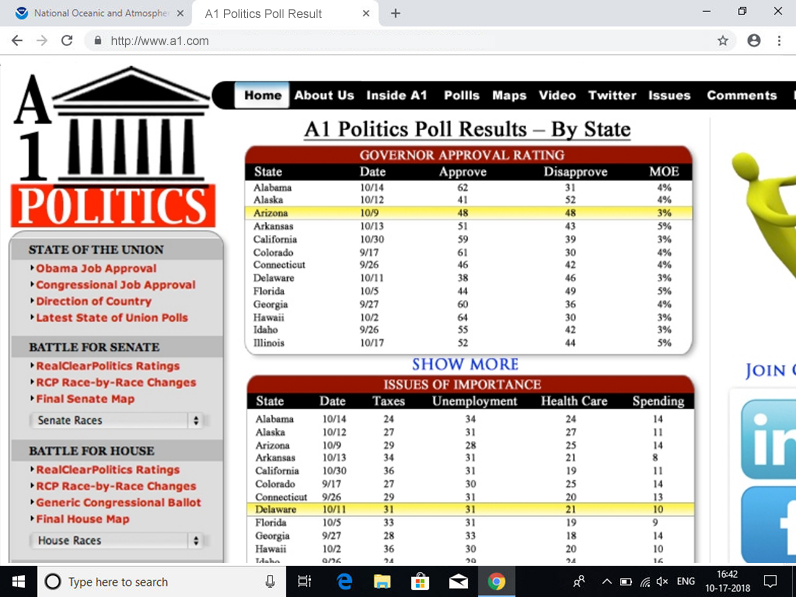 National Oceanic and Atmosphe
A1 Politics Poll Result
http://www.a1.com
A1
POLITICS
Home About Us Inside A1 Pollls Maps Video Twitter Issues Comments
A1 Politics Poll Results – By State
GOVERNOR APPROVAL RATING
State Date Approve Disapprove MOE
Alabama 10/14 62 31 4%
Alaska 10/12 41 52 4%
Arizona 10/9 48 48 3%
Arkansas 10/13 51 43 5%
California 10/30 59 39 3%
Colorado 9/17 61 30 4%
Connecticut 9/26 46 42 4%
Delaware 10/11 38 46 3%
Florida 10/5 44 49 5%
Georgia 9/27 60 36 4%
Hawaii 10/2 64 30 3%
Idaho 9/26 55 42 3%
Illinois 10/17 52 44 5%
SHOW MORE
ISSUES OF IMPORTANCE
State Date Taxes Unemployment Health Care Spending
Alabama 10/14 24 34 24 14
Alaska 10/12 27 31 27 11
Arizona 10/9 29 28 25 14
Arkansas 10/13 34 31 21 8
California 10/30 36 31 19 11
Colorado 9/17 27 30 25 14
Connecticut 9/26 29 31 20 13
Delaware 10/11 31 31 21 10
Florida 10/5 33 31 19 9
Georgia 9/27 28 33 18 14
Hawaii 10/2 36 30 20 10
STATE OF THE UNION
Obama Job Approval
Congressional Job Approval
Direction of Country
Latest State of Union Polls
BATTLE FOR SENATE
RealClearPolitics Ratings
RCP Race-by-Race Changes
Final Senate Map
Senate Races
BATTLE FOR HOUSE
RealClearPolitics Ratings
RCP Race-by-Race Changes
Generic Congressional Ballot
Final House Map
House Races
JOIN
in
f
Type here to search
ENG
16:42
10-17-2018